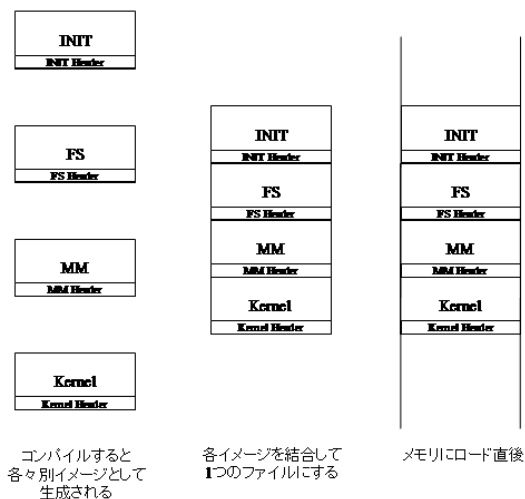 INIT
INIT Header
FS
FS Header
MM
MM Header
Kernel
Kernel Header
コンパイルすると
各々別イメージとして
生成される
INIT
INIT Header
FS
FS Header
MM
MM Header
Kernel
Kernel Header
各イメージを結合して
1つのファイルにする
INIT
INIT Header
FS
FS Header
MM
MM Header
Kernel
Kernel Header
メモリにロード直後